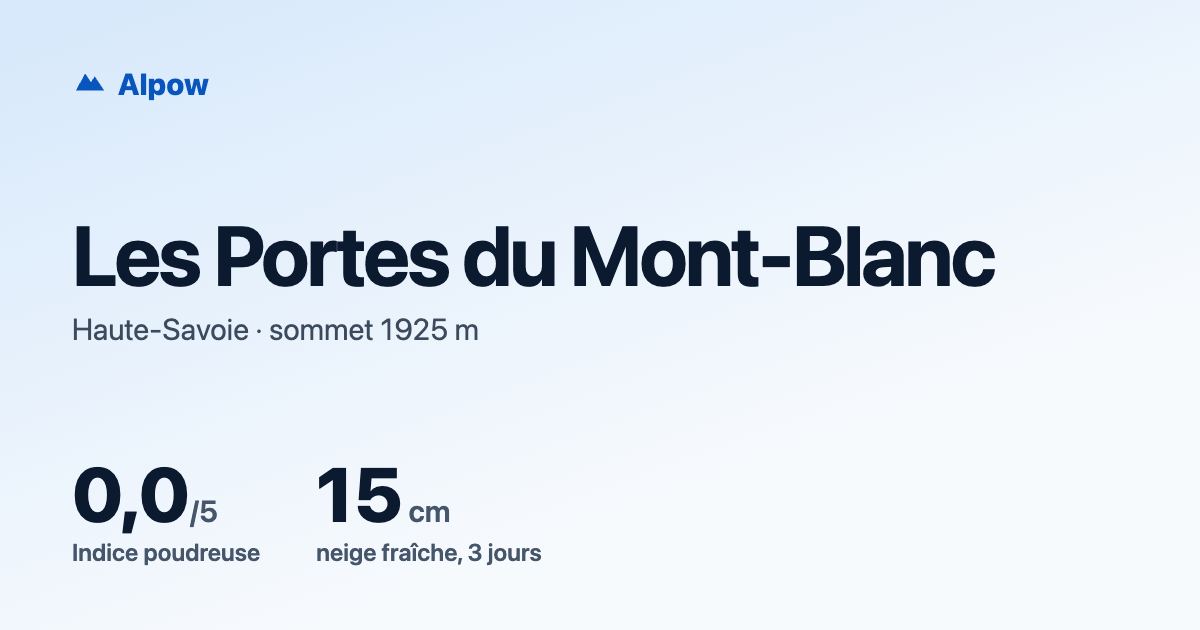 Alpow
Les Portes du Mont-Blanc
Haute-Savoie · sommet 1925 m
0,0/5 15 cm
Indice poudreuse neige fraîche, 3 jours